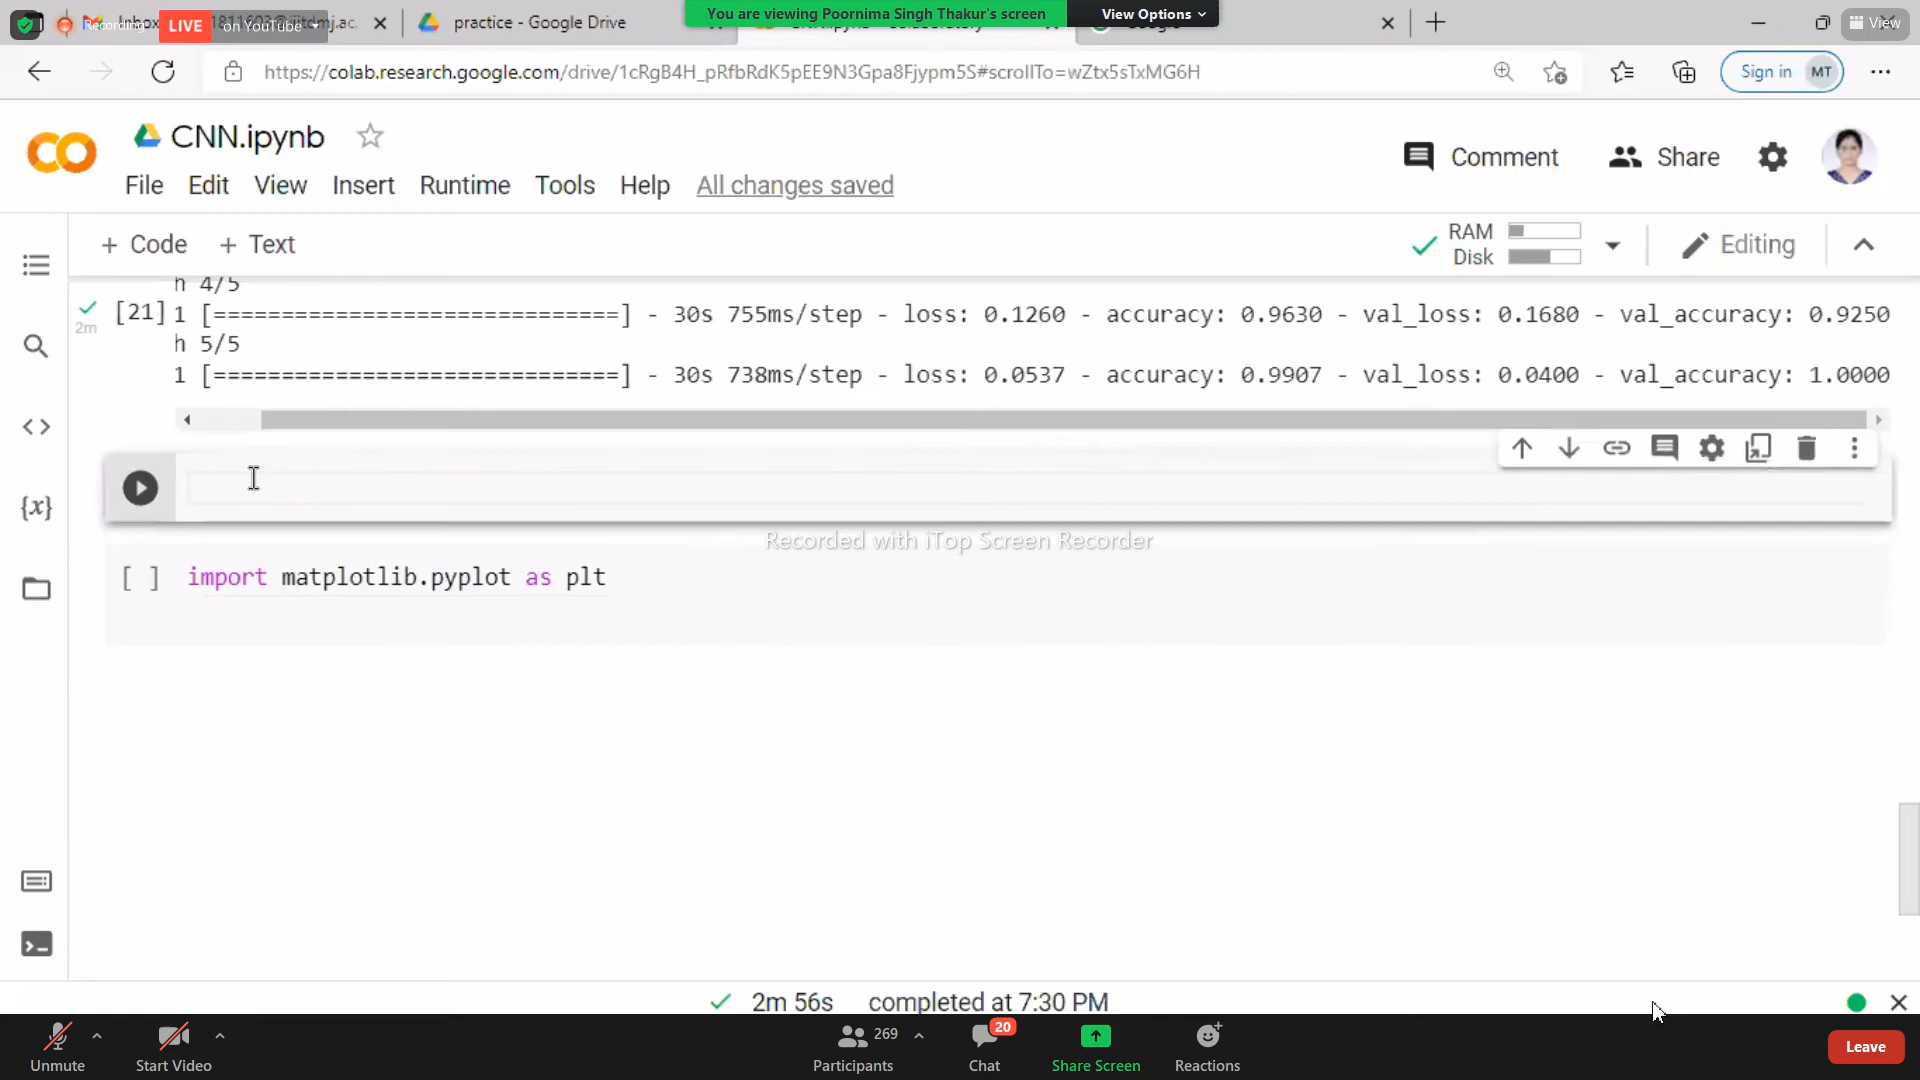 Recording
LIVE on YouTube
practice - Google Drive
You are viewing Poornima Singh Thakur's screen
View Options
View
https://colab.research.google.com/drive/1cRgB4H_pRfbRdK5pEE9N3Gpa8Fjypm5S#scrollTo=wZtx5sTxMG6H
Sign in MT
CNN.ipynb
Comment
Share
File Edit View Insert Runtime Tools Help All changes saved
+ Code + Text
RAM
Disk
Editing
h 4/5
[21] 1 [==============================] - 30s 755ms/step - loss: 0.1260 - accuracy: 0.9630 - val_loss: 0.1680 - val_accuracy: 0.9250
2m
h 5/5
1 [==============================] - 30s 738ms/step - loss: 0.0537 - accuracy: 0.9907 - val_loss: 0.0400 - val_accuracy: 1.0000
{x}
Recorded with iTop Screen Recorder
[ ] import matplotlib.pyplot as plt
2m 56s completed at 7:30 PM
Unmute
Start Video
269
Participants
20
Chat
Share Screen
Reactions
Leave